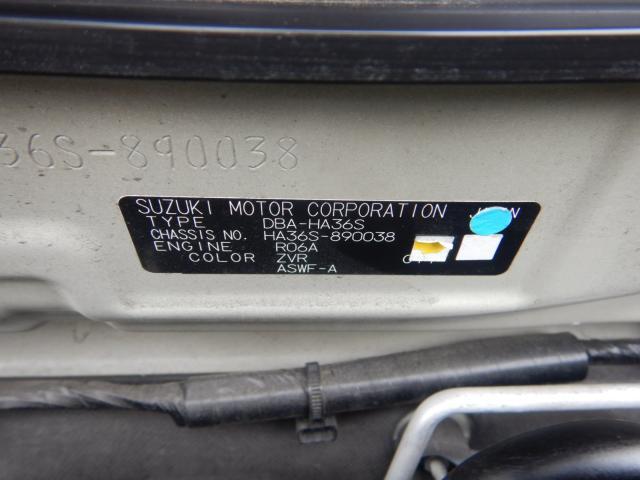 36S-890038
SUZUKI MOTOR CORPORATION
TYPE DBA-HA36S
CHASSIS NO. HA36S-890038
ENGINE R06A
COLOR ZVR
ASWF-A